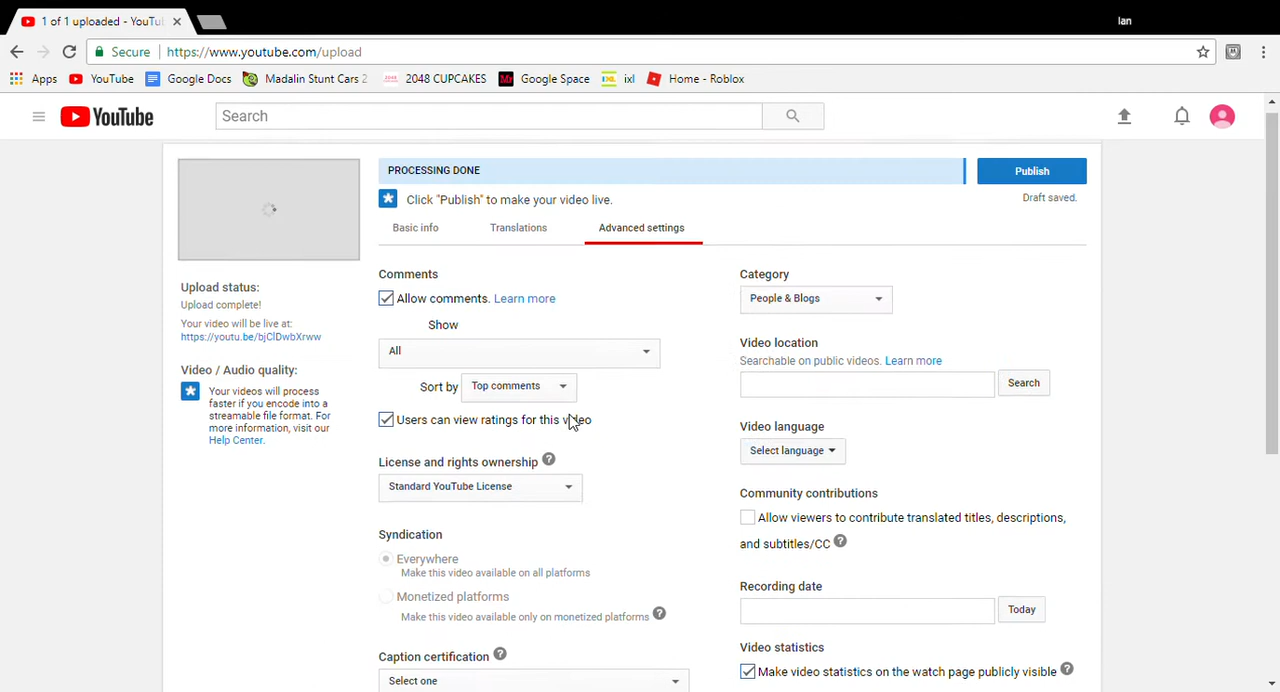 1 of 1 uploaded - YouTu
Ian
Secure
https://www.youtube.com/upload
Apps YouTube Google Docs Madalin Stunt Cars 2 2048 CUPCAKES Google Space ixl Home - Roblox
YouTube
Search
PROCESSING DONE
Publish
Click "Publish" to make your video live.
Draft saved.
Basic info Translations Advanced settings
Upload status:
Upload complete!
Your video will be live at:
https://youtu.be/bjClDwbXrww
Video / Audio quality:
Your videos will process
faster if you encode into a
streamable file format. For
more information, visit our
Help Center.
Comments
Allow comments. Learn more
Show
All
Sort by Top comments
Users can view ratings for this video
License and rights ownership ?
Standard YouTube License
Syndication
Everywhere
Make this video available on all platforms
Monetized platforms
Make this video available only on monetized platforms ?
Caption certification ?
Select one
Category
People & Blogs
Video location
Searchable on public videos. Learn more
Search
Video language
Select language
Community contributions
Allow viewers to contribute translated titles, descriptions,
and subtitles/CC ?
Recording date
Today
Video statistics
Make video statistics on the watch page publicly visible ?